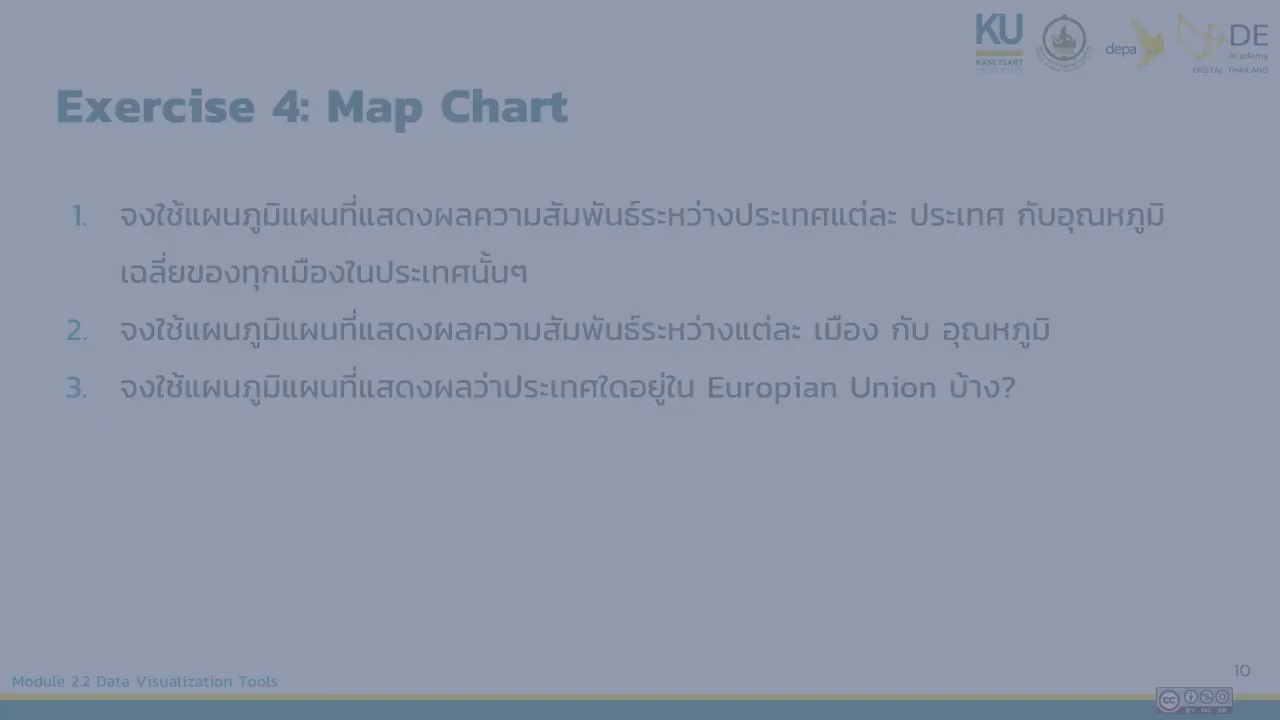 KU
KASETSART
UNIVERSITY
depa
DE
Academy
DIGITAL THAILAND
Exercise 4: Map Chart
1. จงใช้แผนภูมิแผนที่แสดงผลความสัมพันธ์ระหว่างประเทศแต่ละ ประเทศ กับอุณหภูมิ
เฉลี่ยของทุกเมืองในประเทศนั้นๆ
2. จงใช้แผนภูมิแผนที่แสดงผลความสัมพันธ์ระหว่างแต่ละ เมือง กับ อุณหภูมิ
3. จงใช้แผนภูมิแผนที่แสดงผลว่าประเทศใดอยู่ใน Europian Union บ้าง?
10
Module 2.2 Data Visualization Tools
cc
BY NC SA